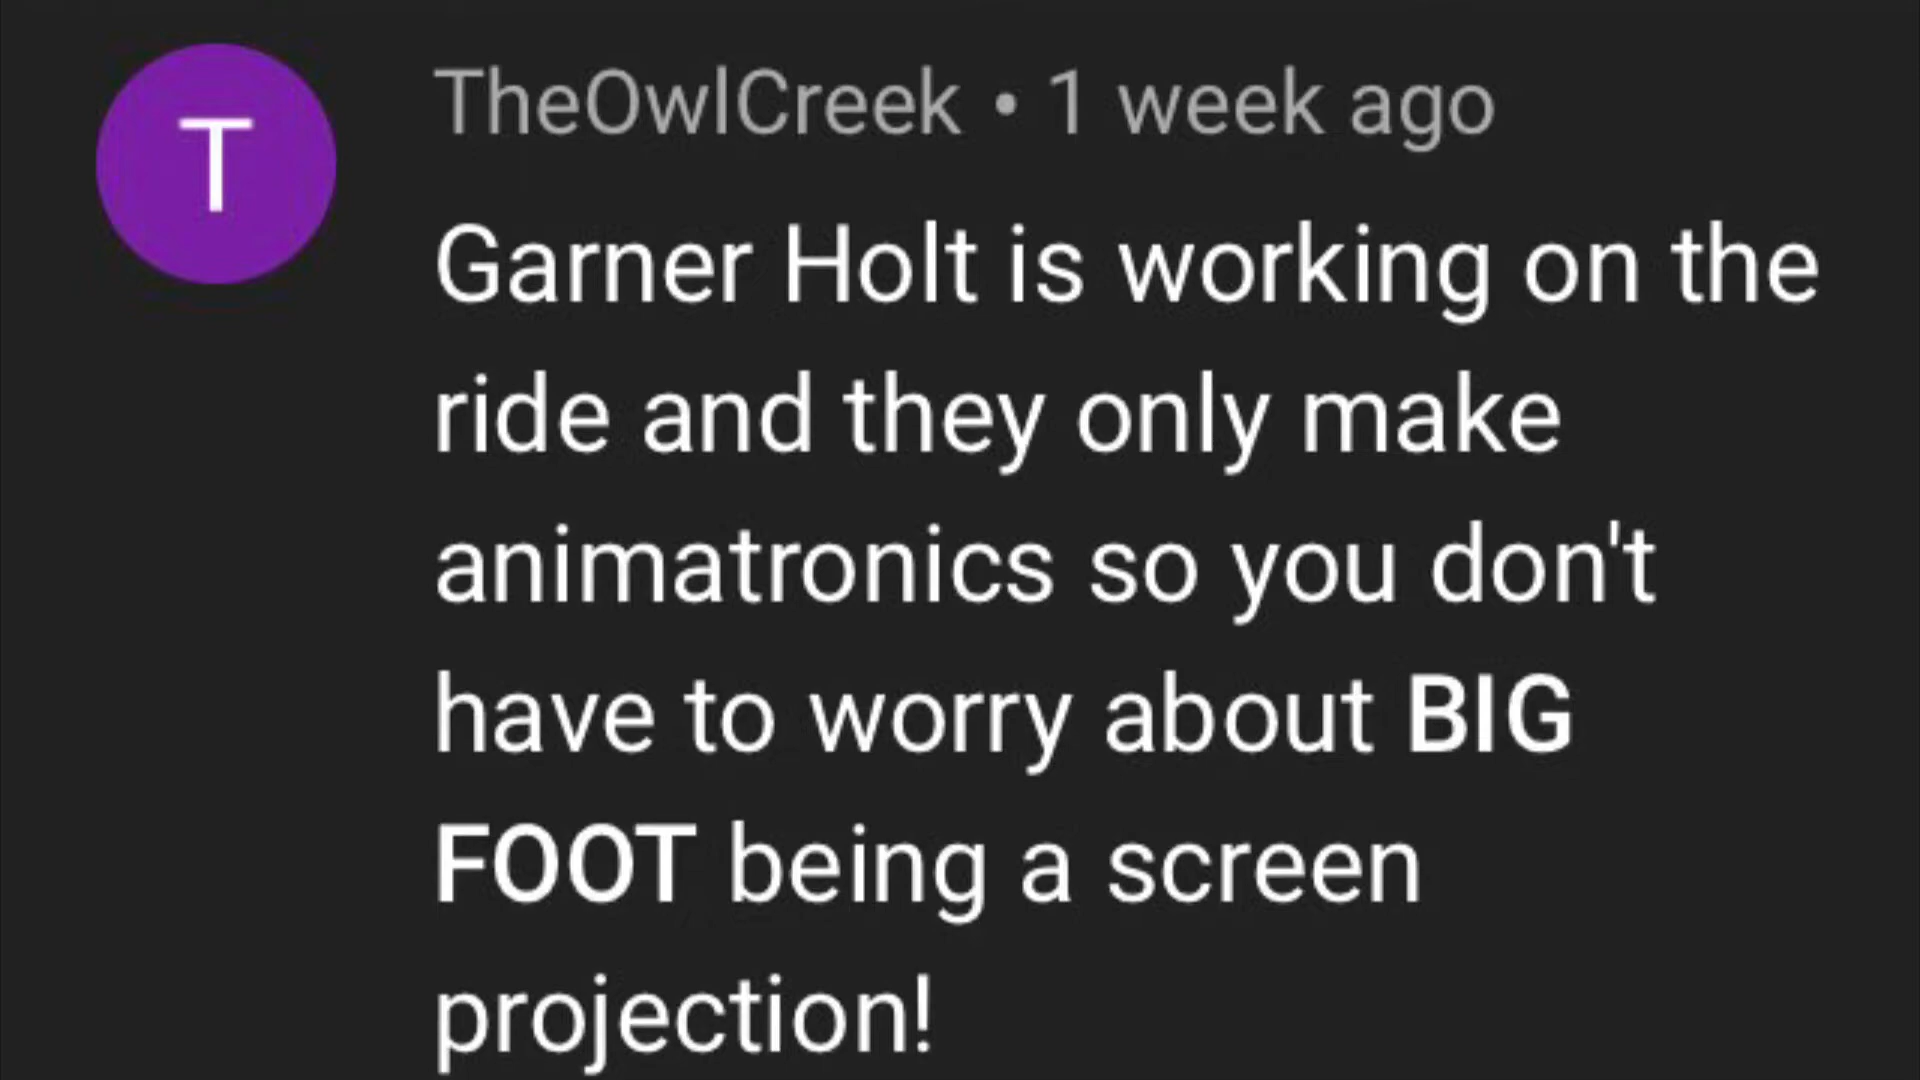 T
TheOwlCreek • 1 week ago
Garner Holt is working on the
ride and they only make
animatronics so you don't
have to worry about BIG
FOOT being a screen
projection!